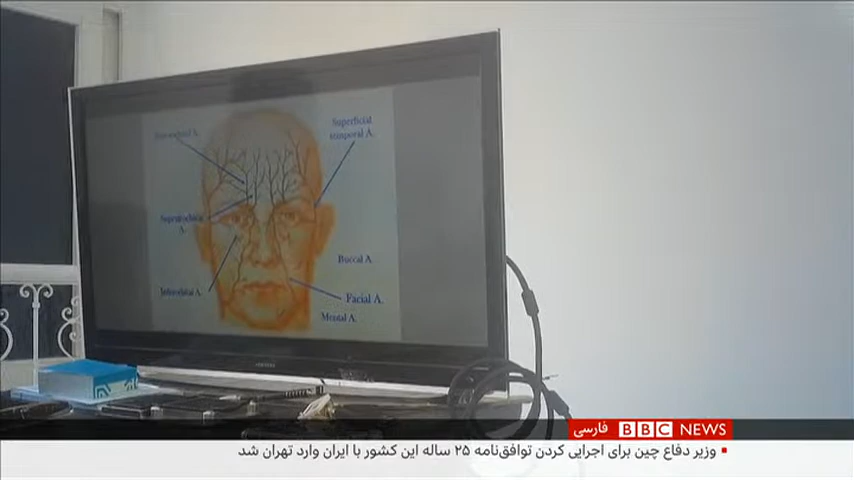 Superficial
temporal A.
A.
Buccal A.
Facial A.
Mental A.
فارسی BBC NEWS
وزیر دفاع چین برای اجرایی کردن توافق‌نامه ۲۵ ساله این کشور با ایران وارد تهران شد